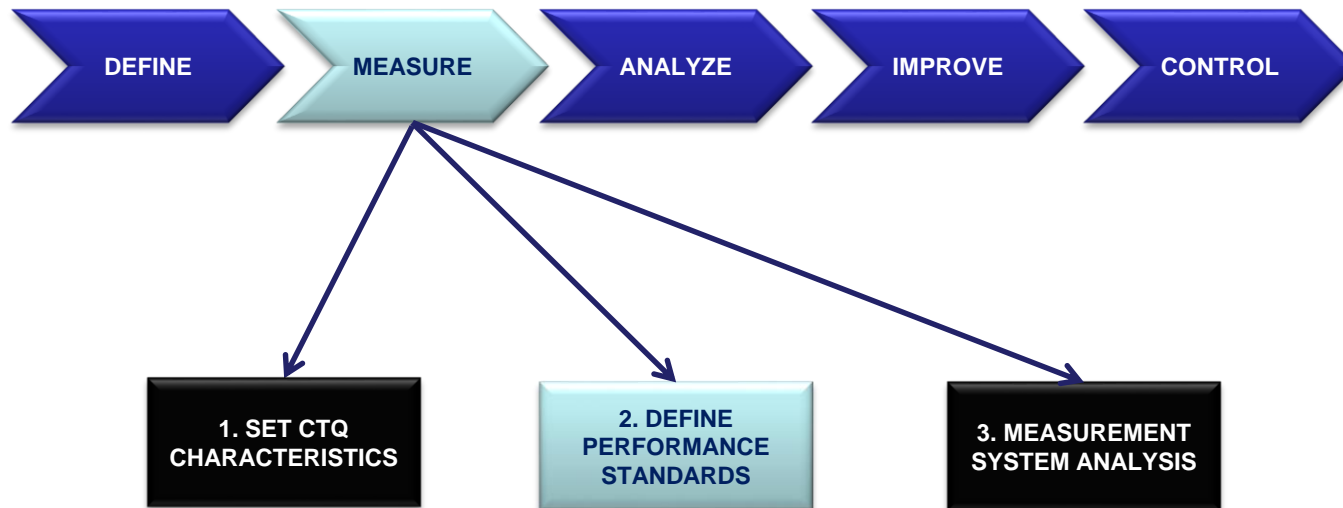 DEFINE
MEASURE
ANALYZE
IMPROVE
CONTROL
1. SET CTQ
CHARACTERISTICS
2. DEFINE
PERFORMANCE
STANDARDS
3. MEASUREMENT
SYSTEM ANALYSIS